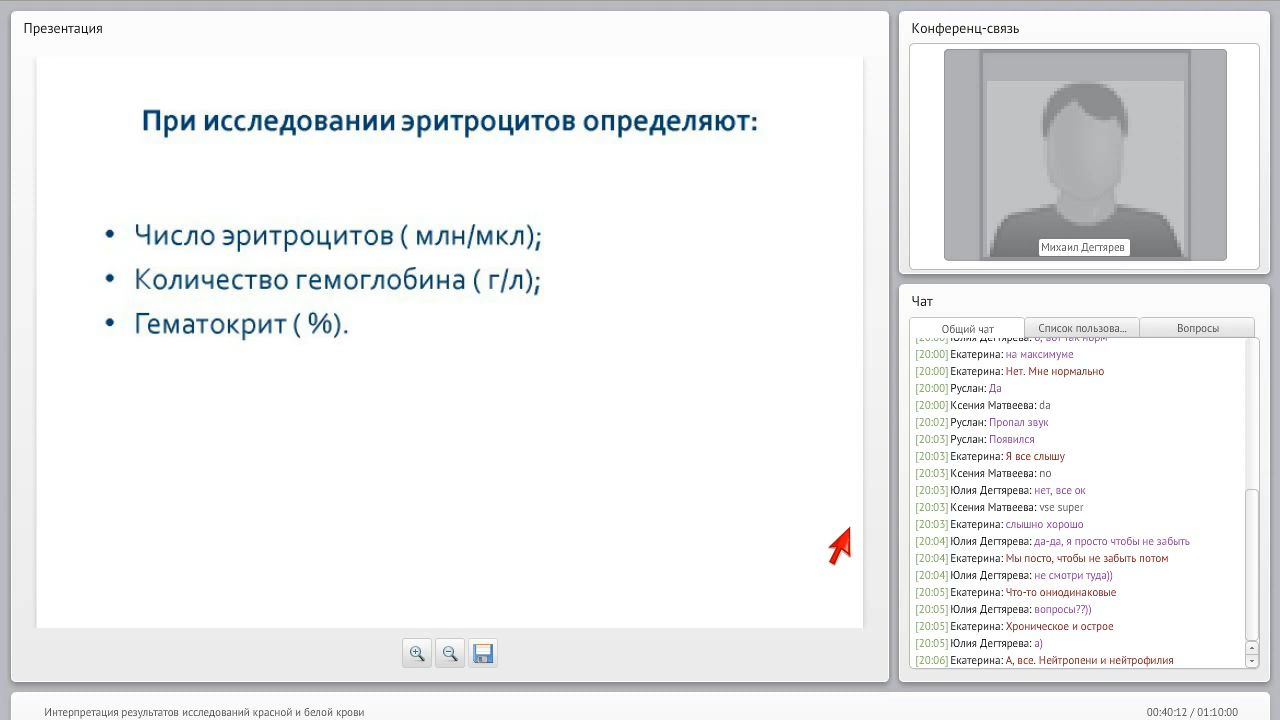 Презентация
При исследовании эритроцитов определяют:
• Число эритроцитов ( млн/мкл);
• Количество гемоглобина ( г/л);
• Гематокрит ( %).
Конференц-связь
Михаил Дегтярев
Чат
Общий чат
Список пользова...
Вопросы
[20:00] Юлия Дегтярева: о, вот так норм
[20:00] Екатерина: на максимуме
[20:00] Екатерина: Нет. Мне нормально
[20:00] Руслан: Да
[20:00] Ксения Матвеева: da
[20:02] Руслан: Пропал звук
[20:03] Руслан: Появился
[20:03] Екатерина: Я все слышу
[20:03] Ксения Матвеева: no
[20:03] Юлия Дегтярева: нет, все ок
[20:03] Ксения Матвеева: vse super
[20:03] Екатерина: слышно хорошо
[20:04] Юлия Дегтярева: да-да, я просто чтобы не забыть
[20:04] Екатерина: Мы посто, чтобы не забыть потом
[20:04] Юлия Дегтярева: не смотри туда))
[20:05] Екатерина: Что-то ониодинаковые
[20:05] Юлия Дегтярева: вопросы??))
[20:05] Екатерина: Хроническое и острое
[20:05] Юлия Дегтярева: а)
[20:06] Екатерина: А, все. Нейтропени и нейтрофилия
Интерпретация результатов исследований красной и белой крови
00:40:12 / 01:10:00